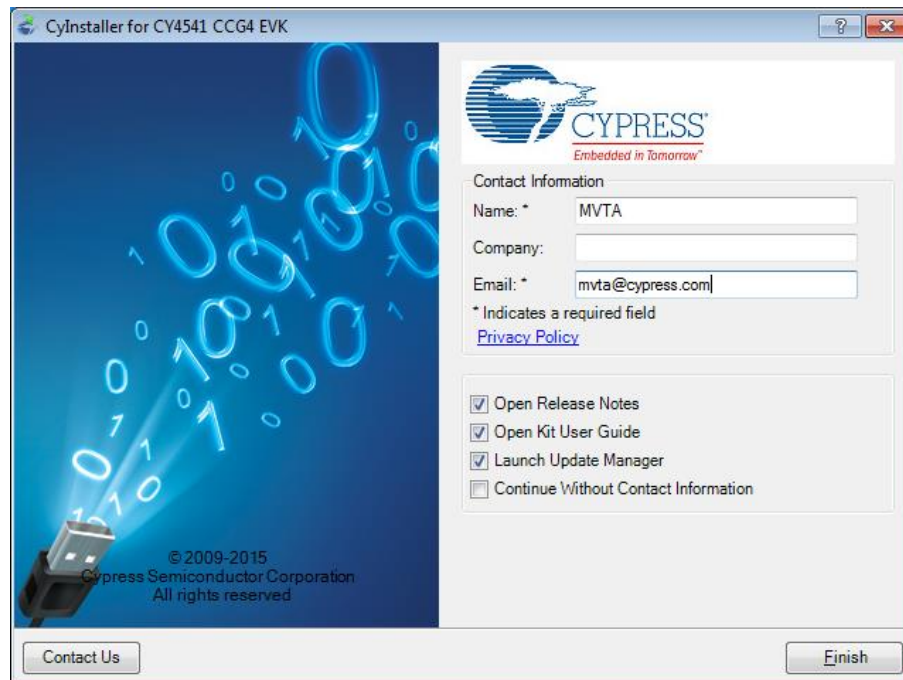 CyInstaller for CY4541 CCG4 EVK
CYPRESS
Embedded in Tomorrow™
Contact Information
Name: * MVTA
Company:
Email: * mvta@cypress.com
* Indicates a required field
Privacy Policy
Open Release Notes
Open Kit User Guide
Launch Update Manager
Continue Without Contact Information
© 2009-2015
Cypress Semiconductor Corporation
All rights reserved
Contact Us
Finish